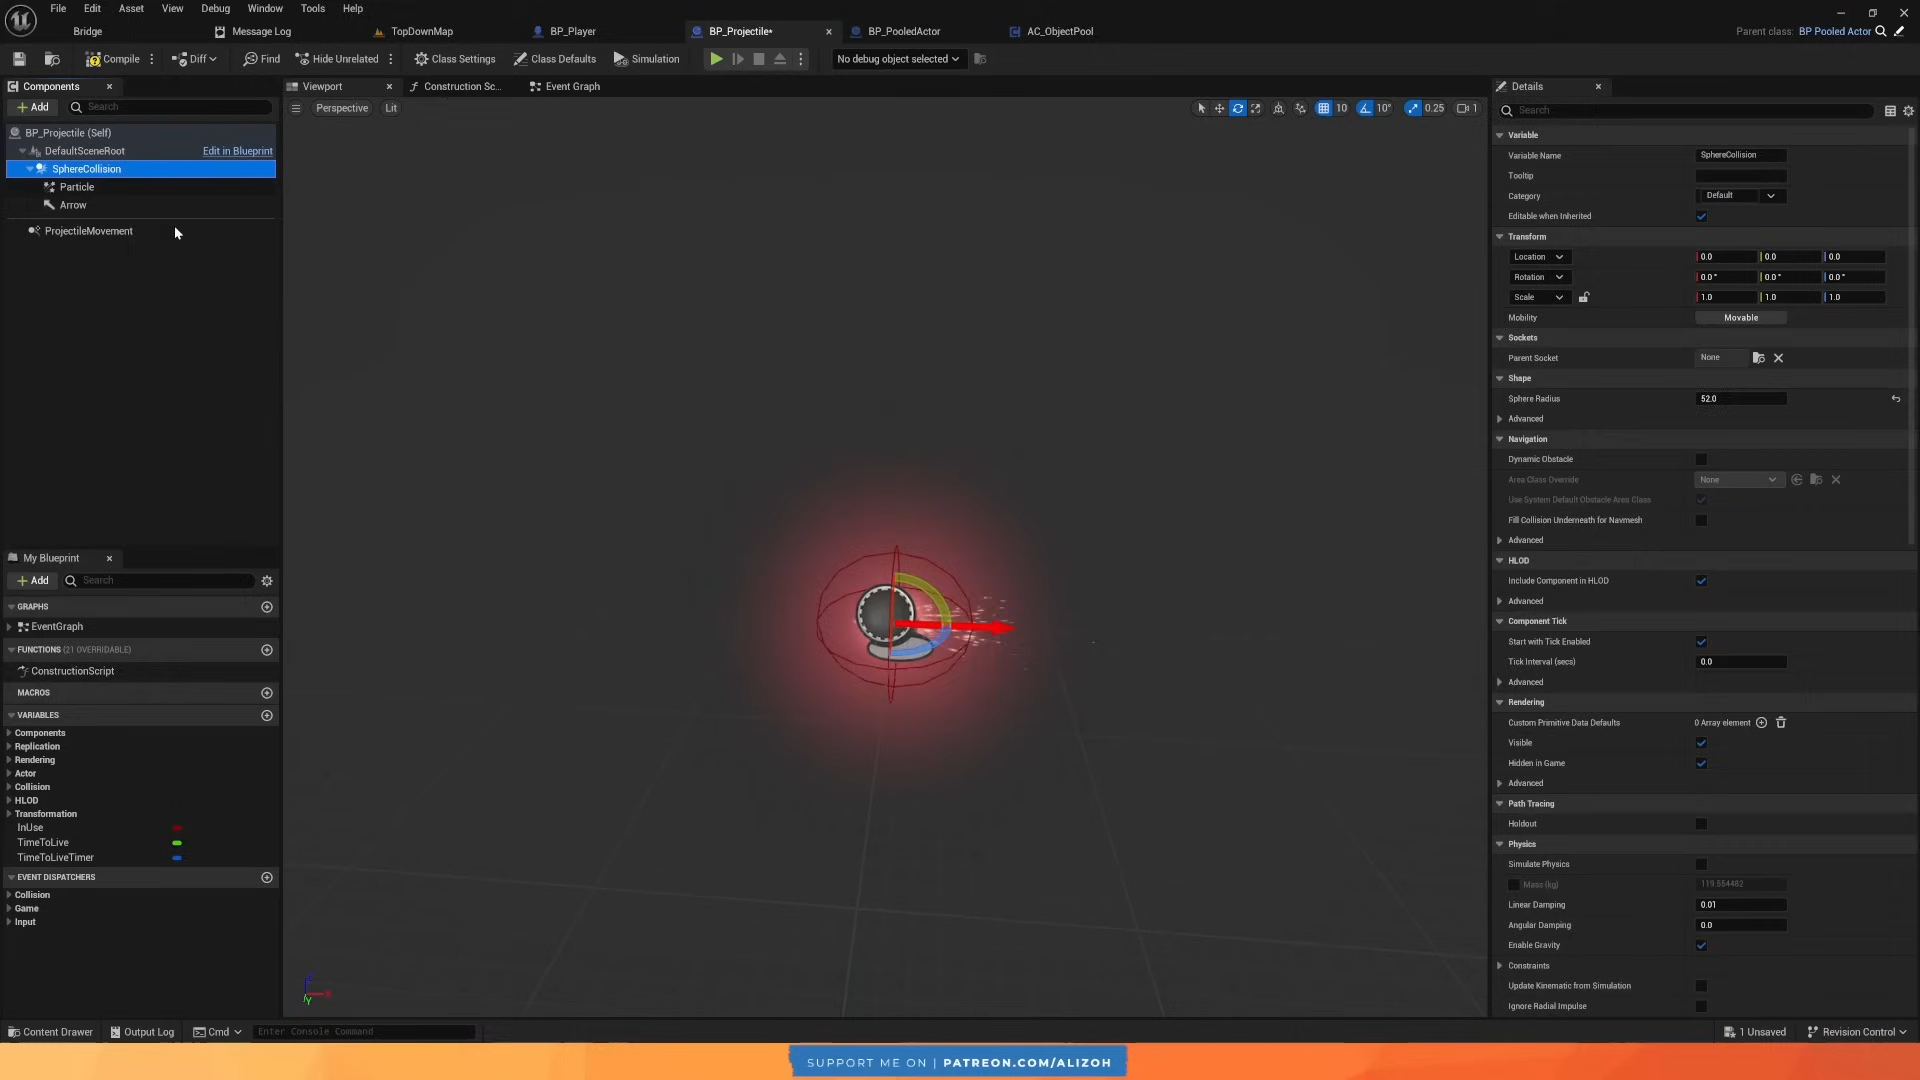 File Edit Asset View Debug Window Tools Help
Bridge Message Log TopDownMap BP_Player BP_Projectile* BP_PooledActor AC_ObjectPool Parent class: BP Pooled Actor
Compile Diff Find Hide Unrelated Class Settings Class Defaults Simulation No debug object selected
Components Viewport Construction Sc... Event Graph Details
Add Search Perspective Lit 10 10° 0.25 1 Search
BP_Projectile (Self)
DefaultSceneRoot Edit in Blueprint
SphereCollision
Particle
Arrow
ProjectileMovement
My Blueprint
Add Search
GRAPHS
EventGraph
FUNCTIONS (21 OVERRIDABLE)
ConstructionScript
MACROS
VARIABLES
Components
Replication
Rendering
Actor
Collision
HLOD
Transformation
InUse
TimeToLive
TimeToLiveTimer
EVENT DISPATCHERS
Collision
Game
Input
Z
X
Y
Variable
Variable Name SphereCollision
Tooltip
Category Default
Editable when Inherited
Transform
Location 0.0 0.0 0.0
Rotation 0.0 ° 0.0 ° 0.0 °
Scale 1.0 1.0 1.0
Mobility Movable
Sockets
Parent Socket None
Shape
Sphere Radius 52.0
Advanced
Navigation
Dynamic Obstacle
Area Class Override None
Use System Default Obstacle Area Class
Fill Collision Underneath for Navmesh
Advanced
HLOD
Include Component in HLOD
Advanced
Component Tick
Start with Tick Enabled
Tick Interval (secs) 0.0
Advanced
Rendering
Custom Primitive Data Defaults 0 Array element
Visible
Hidden in Game
Advanced
Path Tracing
Holdout
Physics
Simulate Physics
Mass (kg) 119.554482
Linear Damping 0.01
Angular Damping 0.0
Enable Gravity
Constraints
Update Kinematic from Simulation
Ignore Radial Impulse
Content Drawer Output Log Cmd Enter Console Command 1 Unsaved Revision Control
SUPPORT ME ON | PATREON.COM/ALIZOH